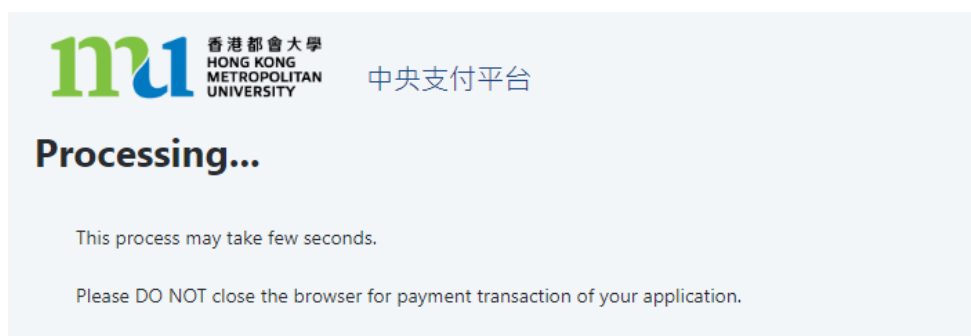 香港都會大學
HONG KONG
METROPOLITAN
UNIVERSITY
中央支付平台
Processing...
This process may take few seconds.
Please DO NOT close the browser for payment transaction of your application.